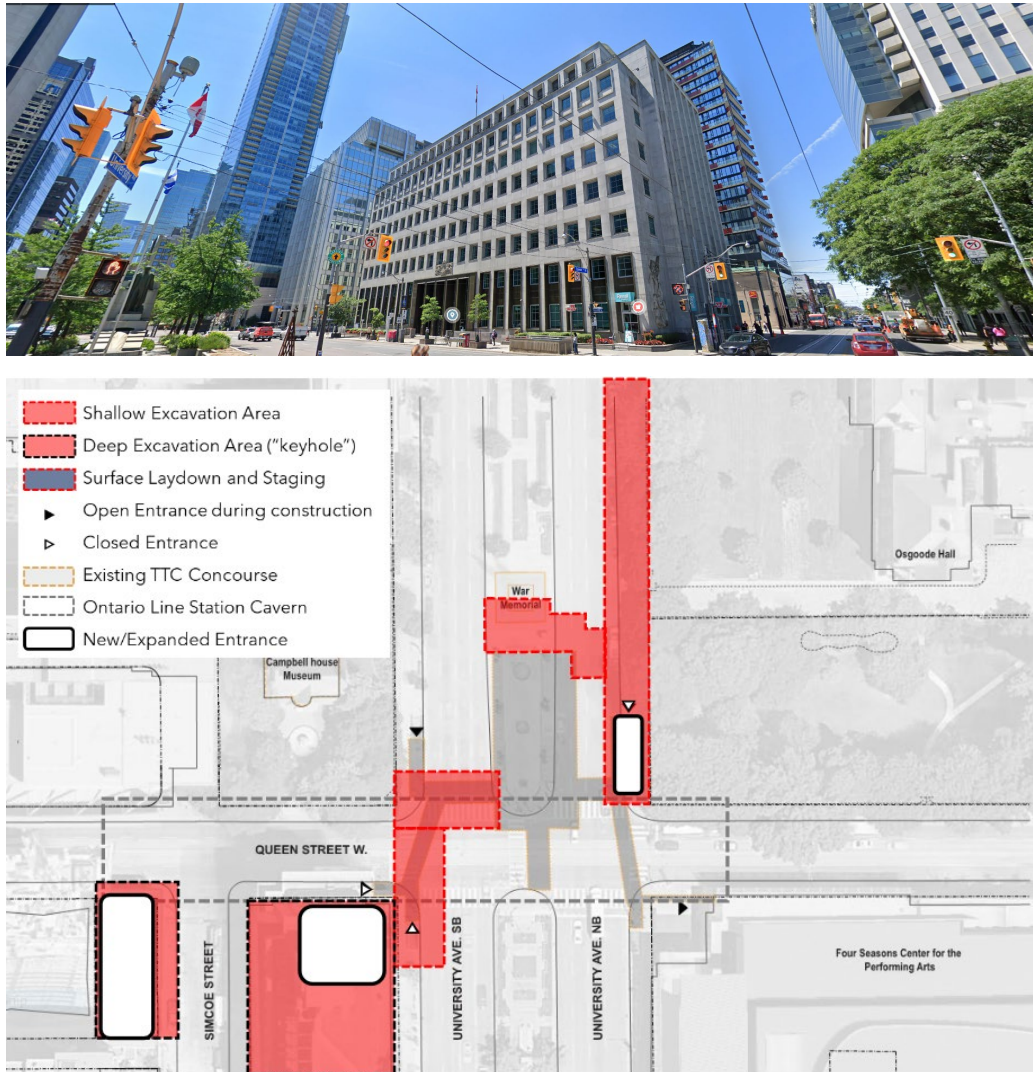 Shallow Excavation Area
Deep Excavation Area ("keyhole")
Surface Laydown and Staging
Open Entrance during construction
Closed Entrance
Existing TTC Concourse
Ontario Line Station Cavern
New/Expanded Entrance
Osgoode Hall
War
Memorial
Campbell house
Museum
QUEEN STREET W.
SIMCOE STREET
UNIVERSITY AVE. SB
UNIVERSITY AVE. NB
Four Seasons Center for the
Performing Arts